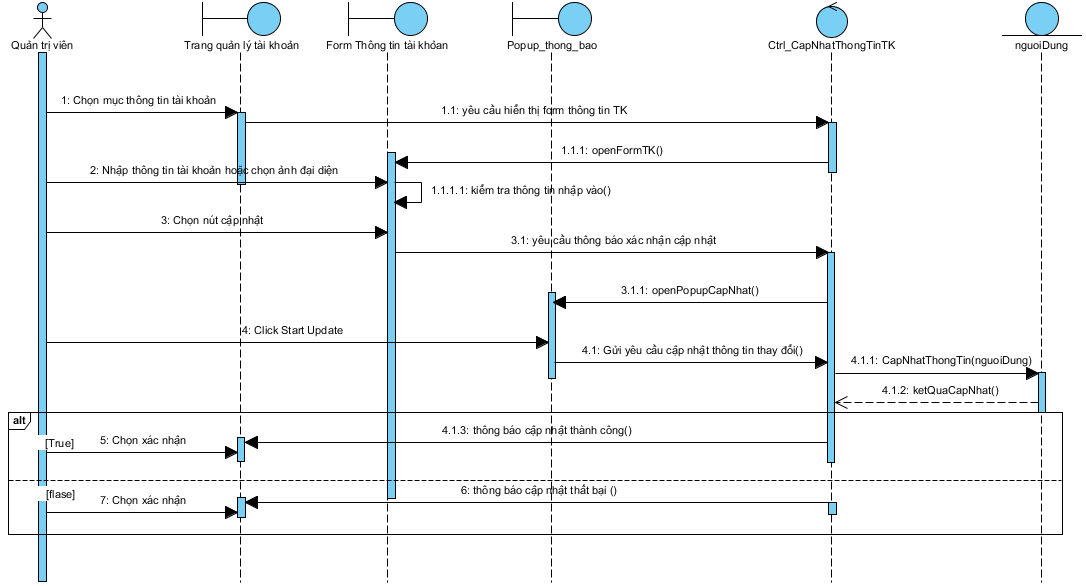 Quản trị viên
Trang quản lý tài khoản
Form Thông tin tài khỏan
Popup_thong_bao
Ctrl_CapNhatThongTinTK
nguoiDung
1: Chọn mục thông tin tài khoản
1.1: yêu cầu hiển thị form thông tin TK
1.1.1: openFormTK()
2: Nhập thông tin tài khoản hoặc chọn ảnh đại diện
1.1.1.1: kiểm tra thông tin nhập vào()
3: Chọn nút cập nhật
3.1: yêu cầu thông báo xác nhận cập nhật
3.1.1: openPopupCapNhat()
4: Click Start Update
4.1: Gửi yêu cầu cập nhật thông tin thay đổi()
4.1.1: CapNhatThongTin(nguoiDung)
4.1.2: ketQuaCapNhat()
alt
[True]
5: Chọn xác nhận
4.1.3: thông báo cập nhật thành công()
[flase]
6: thông báo cập nhật thất bại ()
7: Chọn xác nhận